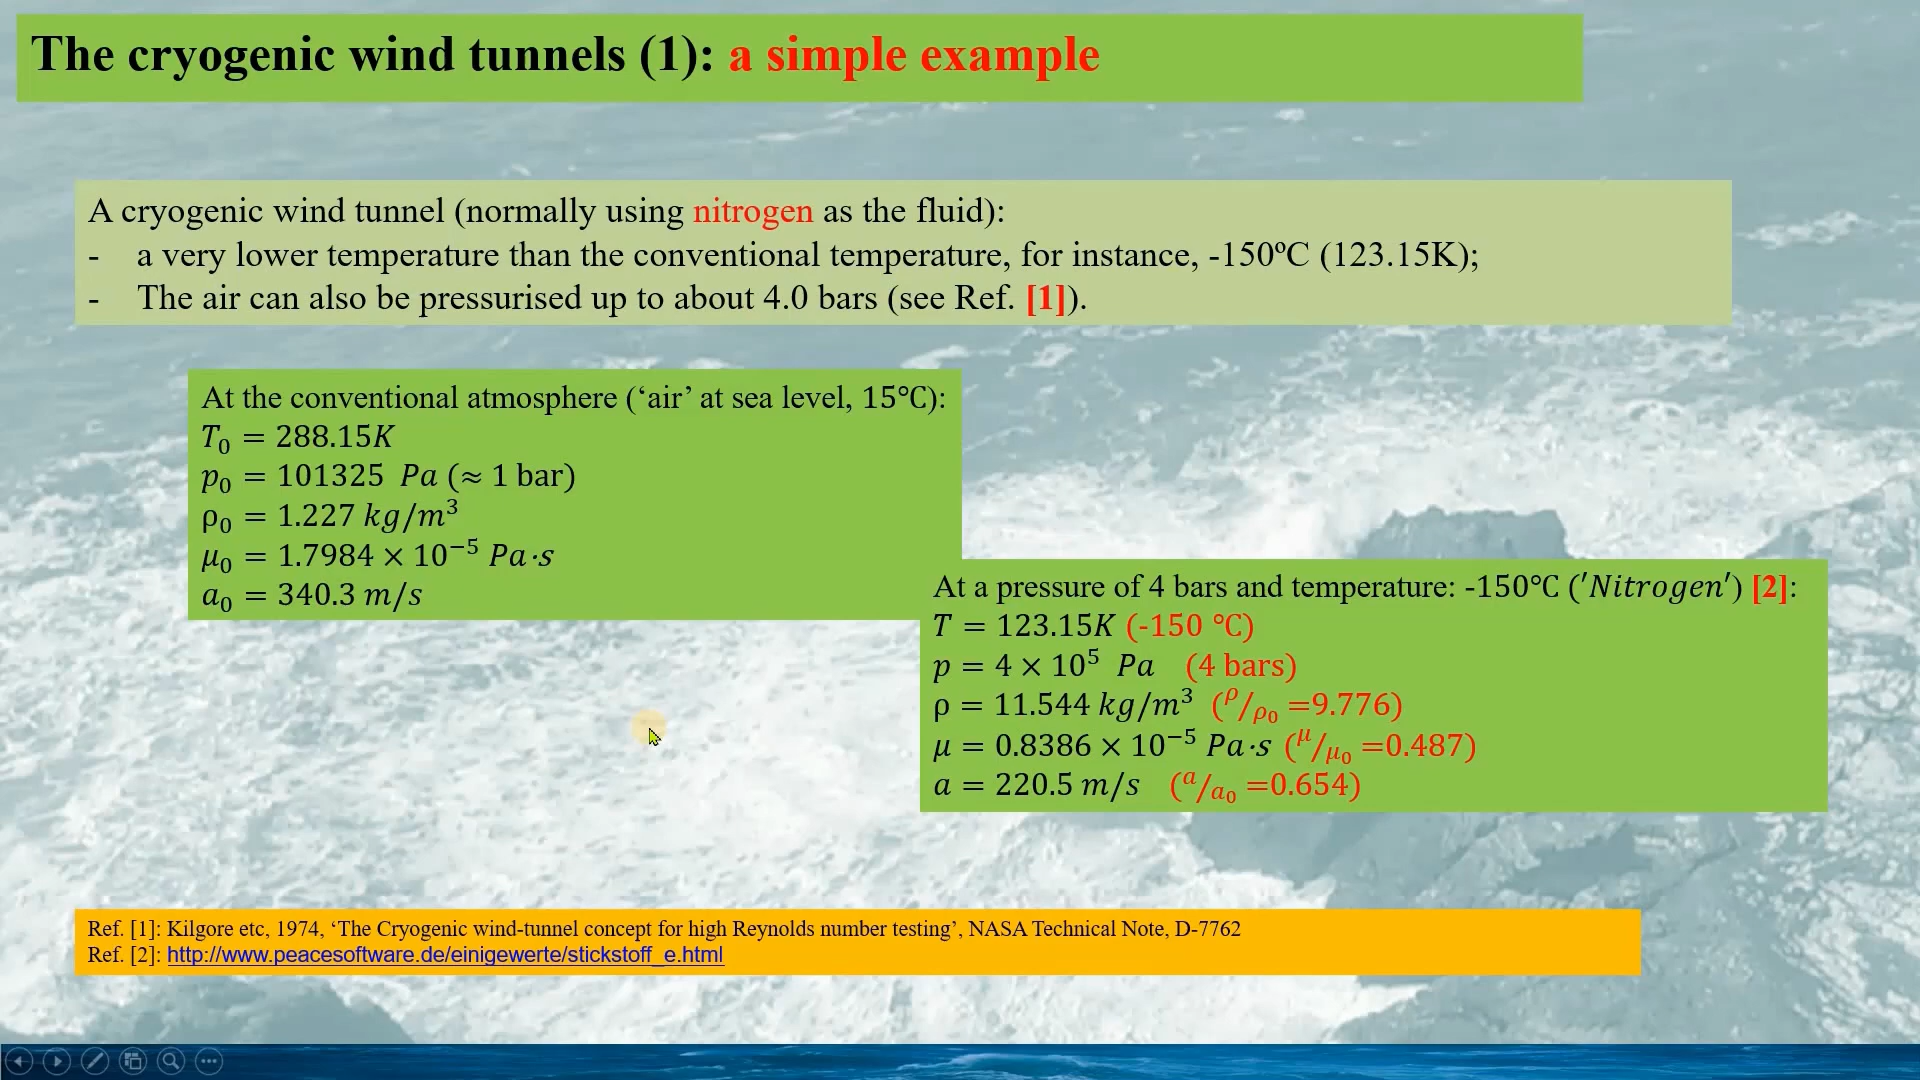 The cryogenic wind tunnels (1): a simple example
A cryogenic wind tunnel (normally using nitrogen as the fluid):
- a very lower temperature than the conventional temperature, for instance, -150ºC (123.15K);
- The air can also be pressurised up to about 4.0 bars (see Ref. [1]).
At the conventional atmosphere (‘air’ at sea level, 15℃):
T₀ = 288.15K
p₀ = 101325 Pa (≈ 1 bar)
ρ₀ = 1.227 kg/m³
μ₀ = 1.7984 × 10⁻⁵ Pa·s
a₀ = 340.3 m/s
At a pressure of 4 bars and temperature: -150℃ (′Nitrogen′) [2]:
T = 123.15K (-150 ℃)
p = 4 × 10⁵ Pa (4 bars)
ρ = 11.544 kg/m³ (ρ/ρ₀ =9.776)
μ = 0.8386 × 10⁻⁵ Pa·s (μ/μ₀ =0.487)
a = 220.5 m/s (a/a₀ =0.654)
Ref. [1]: Kilgore etc, 1974, ‘The Cryogenic wind-tunnel concept for high Reynolds number testing’, NASA Technical Note, D-7762
Ref. [2]: http://www.peacesoftware.de/einigewerte/stickstoff_e.html